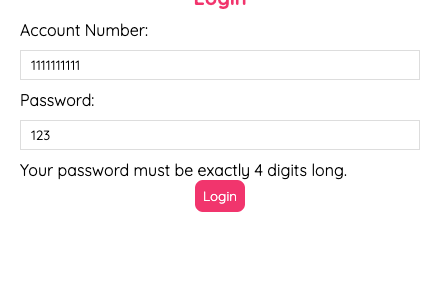 Login
Account Number:
1111111111
Password:
123
Your password must be exactly 4 digits long.
Login